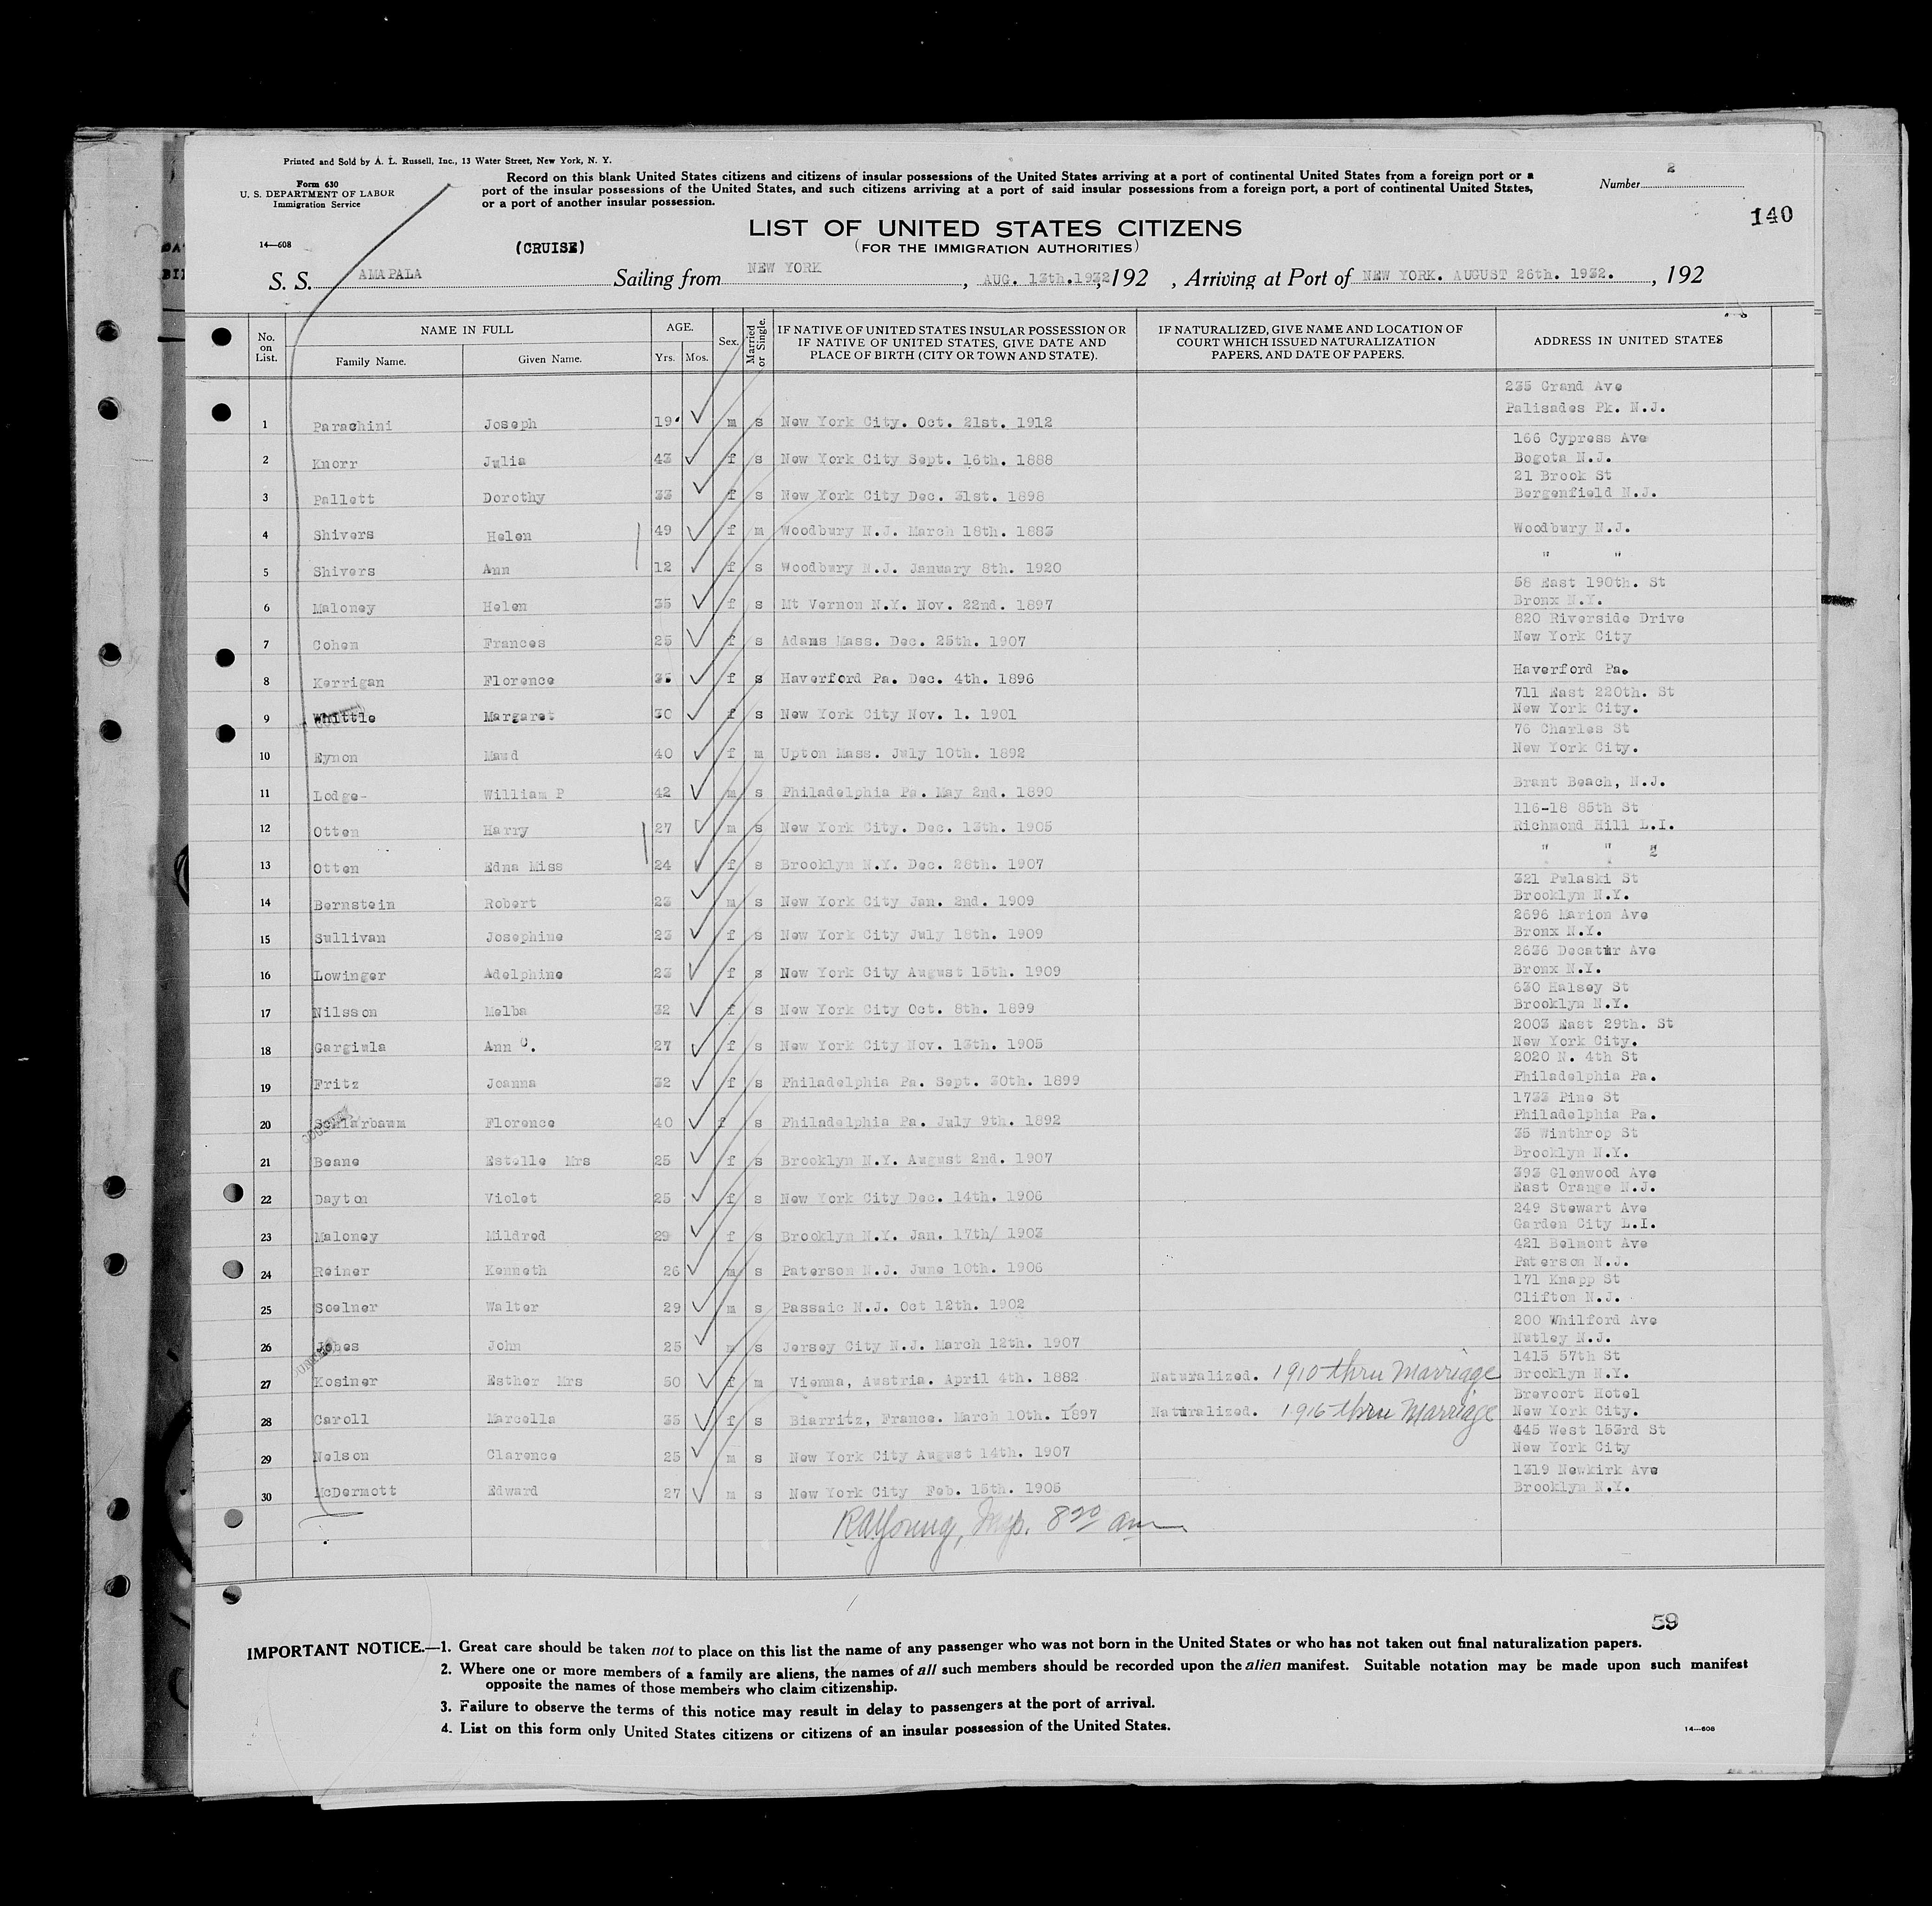 Printed and Sold by A. L. Russell, Inc., 13 Water Street, New York, N. Y.
Form 630
U. S. DEPARTMENT OF LABOR
Immigration Service
14—608
Record on this blank United States citizens and citizens of insular possessions of the United States arriving at a port of continental United States from a foreign port or a
port of the insular possessions of the United States, and such citizens arriving at a port of said insular possessions from a foreign port, a port of continental United States,
or a port of another insular possession.
Number 2
140
LIST OF UNITED STATES CITIZENS
(CRUISE) (FOR THE IMMIGRATION AUTHORITIES)
S. S. AMAPALA Sailing from NEW YORK, AUG. 13th.1932, 192 , Arriving at Port of NEW YORK. AUGUST 26th. 1932. , 192
No. on List. NAME IN FULL Family Name. Given Name. AGE. Yrs. Mos. Sex. Married or Single. IF NATIVE OF UNITED STATES INSULAR POSSESSION OR IF NATIVE OF UNITED STATES, GIVE DATE AND PLACE OF BIRTH (CITY OR TOWN AND STATE). IF NATURALIZED, GIVE NAME AND LOCATION OF COURT WHICH ISSUED NATURALIZATION PAPERS, AND DATE OF PAPERS. ADDRESS IN UNITED STATES
235 Grand Ave
1 Parachini Joseph 19 m s New York City. Oct. 21st. 1912 Palisades Pk. N.J.
166 Cypress Ave
2 Knorr Julia 43 f s New York City Sept. 16th. 1888 Bogota N.J.
21 Brook St
3 Pallett Dorothy 33 f s New York City Dec. 31st. 1898 Bergenfield N.J.
4 Shivers Helen 49 f m Woodbury N.J. March 18th. 1883 Woodbury N.J.
5 Shivers Ann 12 f s Woodbury N.J. January 8th. 1920 " "
58 East 190th. St
6 Maloney Helen 35 f s Mt Vernon N.Y. Nov. 22nd. 1897 Bronx N.Y.
820 Riverside Drive
7 Cohen Frances 25 f s Adams Mass. Dec. 25th. 1907 New York City
8 Kerrigan Florence f s Haverford Pa. Dec. 4th. 1896 Haverford Pa.
711 East 220th. St
9 Whittle Margaret 30 f s New York City Nov. 1. 1901 New York City.
76 Charles St
10 Eynon Maud 40 f m Upton Mass. July 10th. 1892 New York City.
11 Lodge- William P 42 m s Philadelphia Pa. May 2nd. 1890 Brant Beach, N.J.
116-18 85th St
12 Otten Harry 27 m s New York City. Dec. 13th. 1905 Richmond Hill L.I.
13 Otten Edna Miss 24 f s Brooklyn N.Y. Dec. 28th. 1907 " " "
321 Pulaski St
14 Bernstein Robert 23 m s New York City Jan. 2nd. 1909 Brooklyn N.Y.
2696 Marion Ave
15 Sullivan Josephine 23 f s New York City July 18th. 1909 Bronx N.Y.
2636 Decatur Ave
16 Lowinger Adelphine 23 f s New York City August 15th. 1909 Bronx N.Y.
630 Halsey St
17 Nilsson Melba 32 f s New York City Oct. 8th. 1899 Brooklyn N.Y.
2003 East 29th. St
18 Gargiula Ann C. 27 f s New York City Nov. 13th. 1905 New York City.
2020 N. 4th St
19 Fritz Joanna 32 f s Philadelphia Pa. Sept. 30th. 1899 Philadelphia Pa.
1733 Pine St
20 Schlarbaum Florence 40 f s Philadelphia Pa. July 9th. 1892 Philadelphia Pa.
35 Winthrop St
21 Beane Estelle Mrs 25 f s Brooklyn N.Y. August 2nd. 1907 Brooklyn N.Y.
393 Glenwood Ave
22 Dayton Violet 25 f s New York City Dec. 14th. 1906 East Orange N.J.
249 Stewart Ave
23 Maloney Mildred 29 f s Brooklyn N.Y. Jan. 17th/ 1903 Garden City L.I.
421 Belmont Ave
24 Reiner Kenneth 26 m s Paterson N.J. June 10th. 1906 Paterson N.J.
171 Knapp St
25 Soelner Walter 29 m s Passaic N.J. Oct 12th. 1902 Clifton N.J.
200 Whilford Ave
26 John 25 m s Jersey City N.J. March 12th. 1907 Nutley N.J.
1415 57th St
27 Kosiner Esther Mrs 50 f m Vienna, Austria. April 4th. 1882 Naturalized. 1910 thru Marriage Brooklyn N.Y.
Brevoort Hotel
28 Caroll Marcella 35 f s Biarritz, France. March 10th. 1897 Naturalized. 1916 thru Marriage New York City.
445 West 153rd St
29 Nelson Clarence 25 m s New York City August 14th. 1907 New York City
1319 Newkirk Ave
30 McDermott Edward 27 m s New York City Feb. 15th. 1905 Brooklyn N.Y.
RAYoung, Insp. 8 20 am
59
IMPORTANT NOTICE.—1. Great care should be taken not to place on this list the name of any passenger who was not born in the United States or who has not taken out final naturalization papers.
2. Where one or more members of a family are aliens, the names of all such members should be recorded upon the alien manifest. Suitable notation may be made upon such manifest
opposite the names of those members who claim citizenship.
3. Failure to observe the terms of this notice may result in delay to passengers at the port of arrival.
4. List on this form only United States citizens or citizens of an insular possession of the United States.
14—608